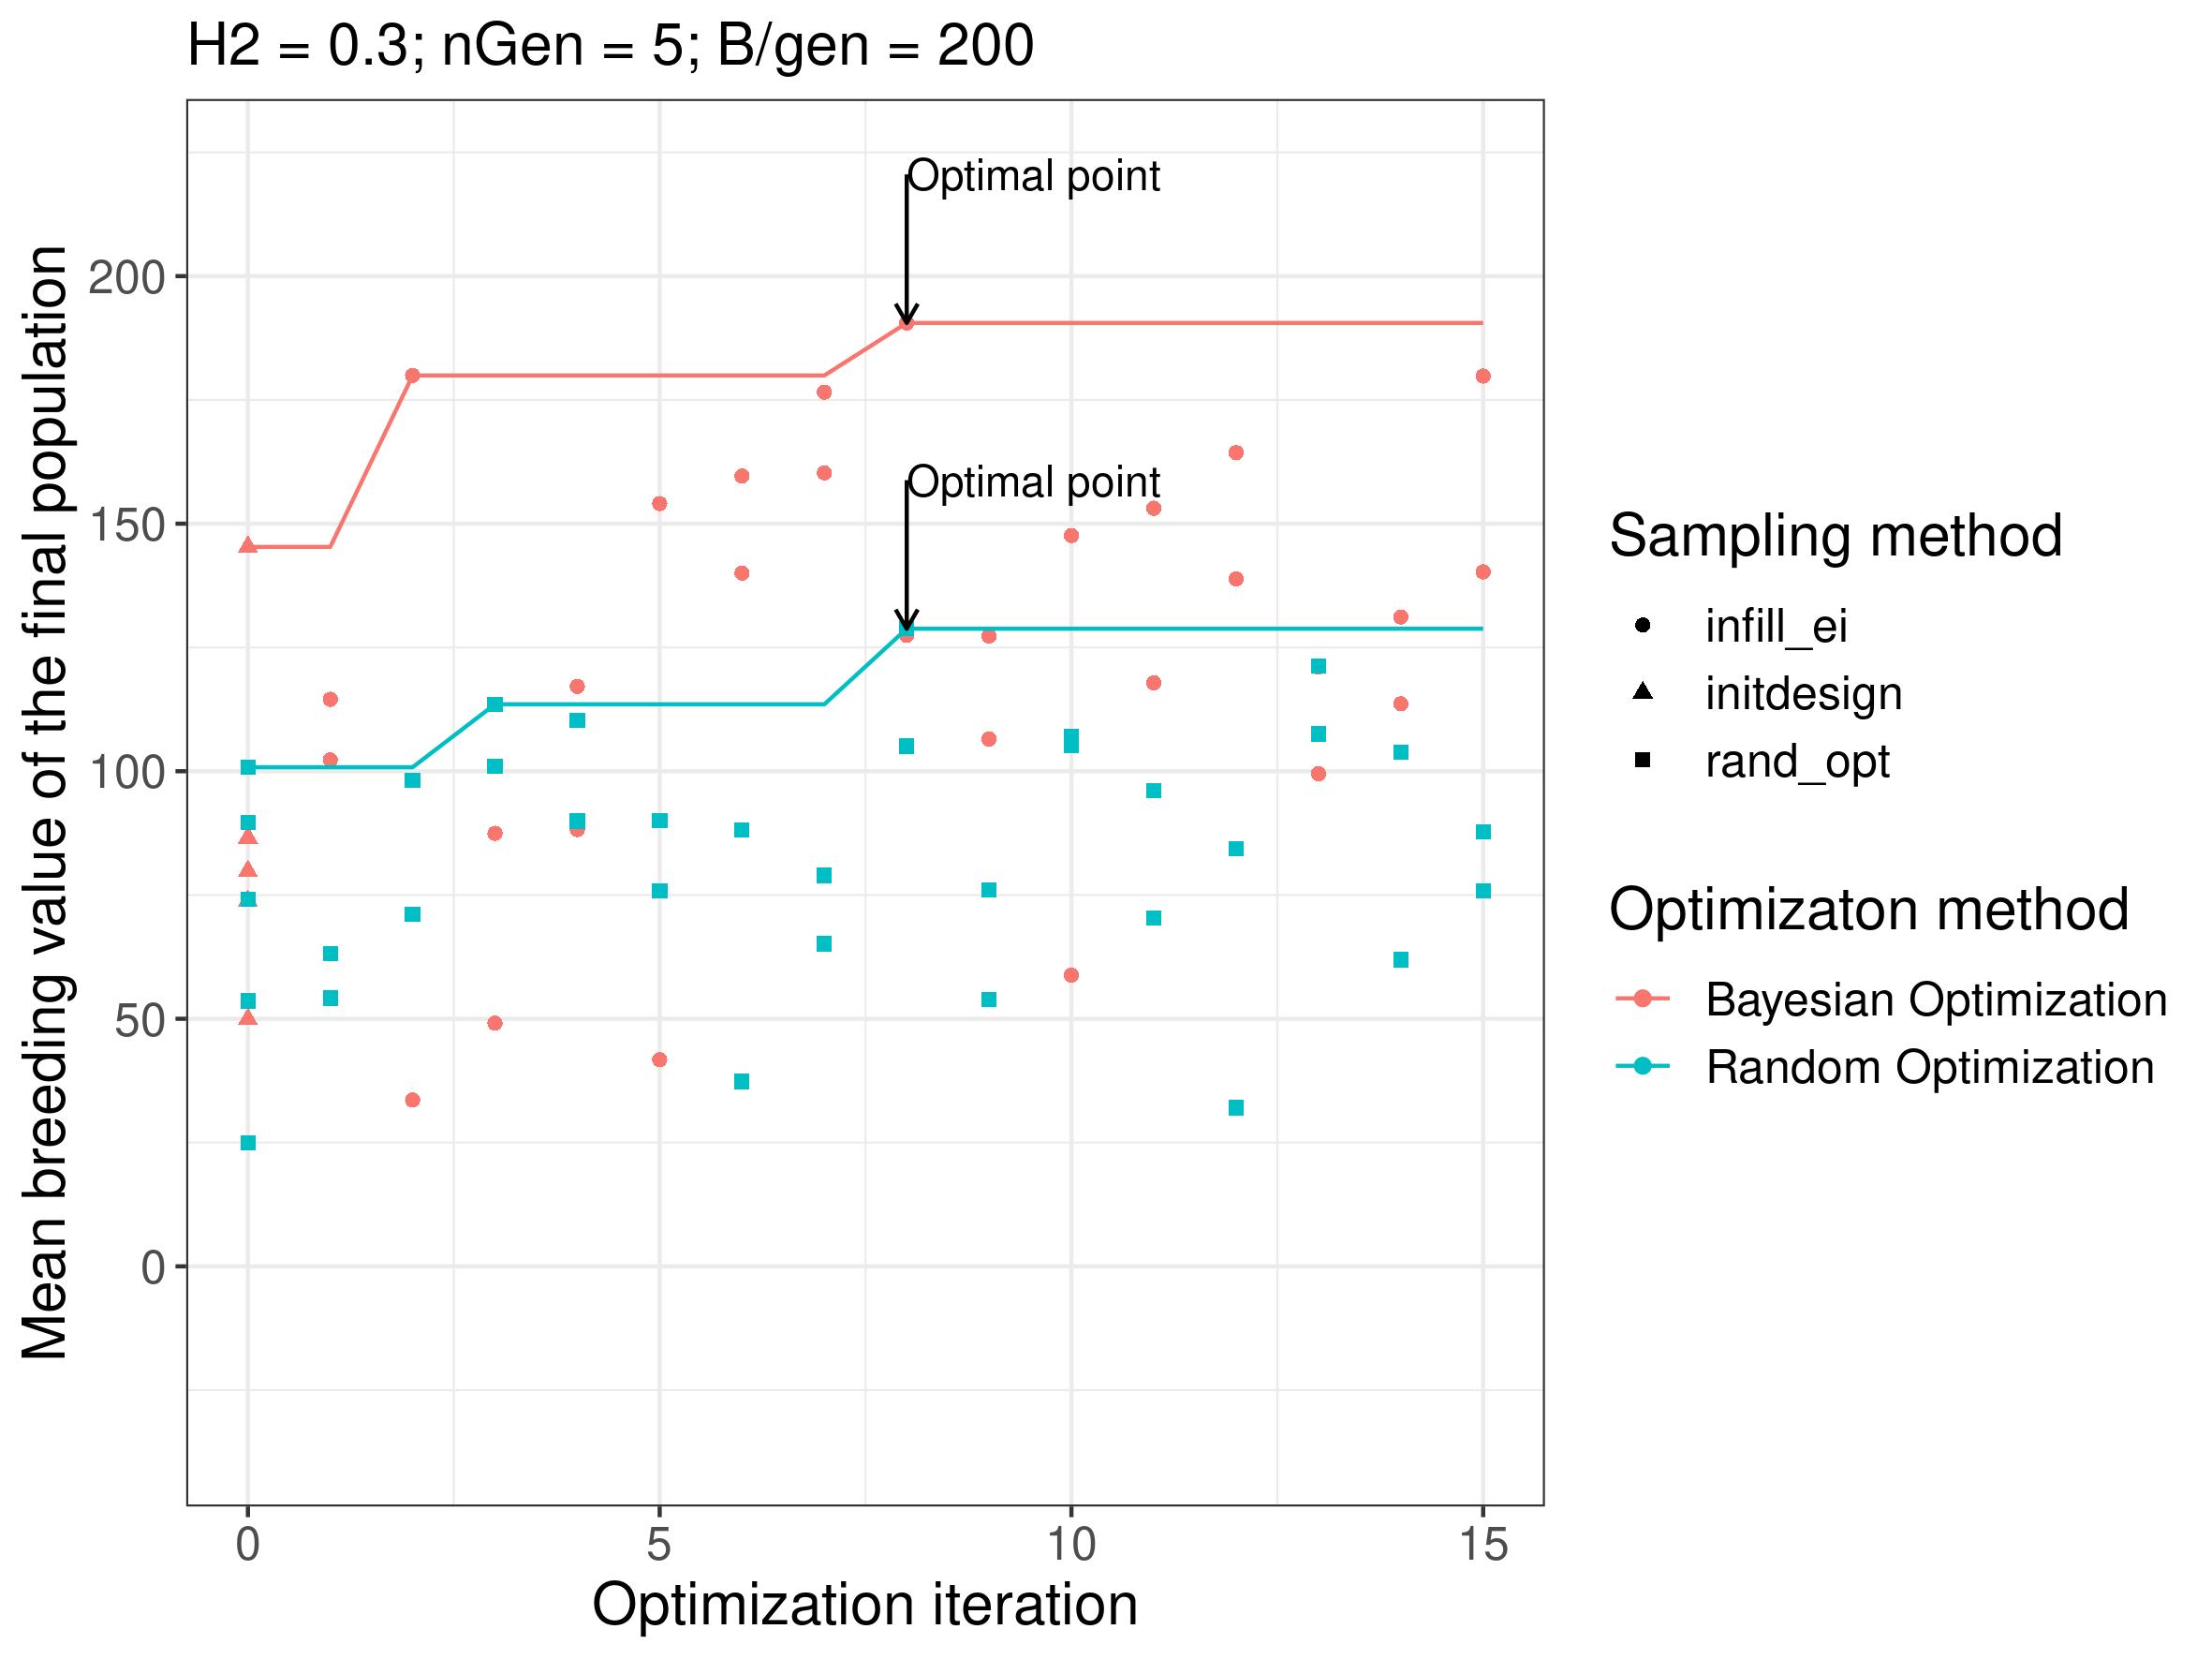 H2 = 0.3; nGen = 5; B/gen = 200
Mean breeding value of the final population
200
150
100
50
0
Optimal point
Optimal point
0
5
10
15
Optimization iteration
Sampling method
infill_ei
initdesign
rand_opt
Optimizaton method
Bayesian Optimization
Random Optimization